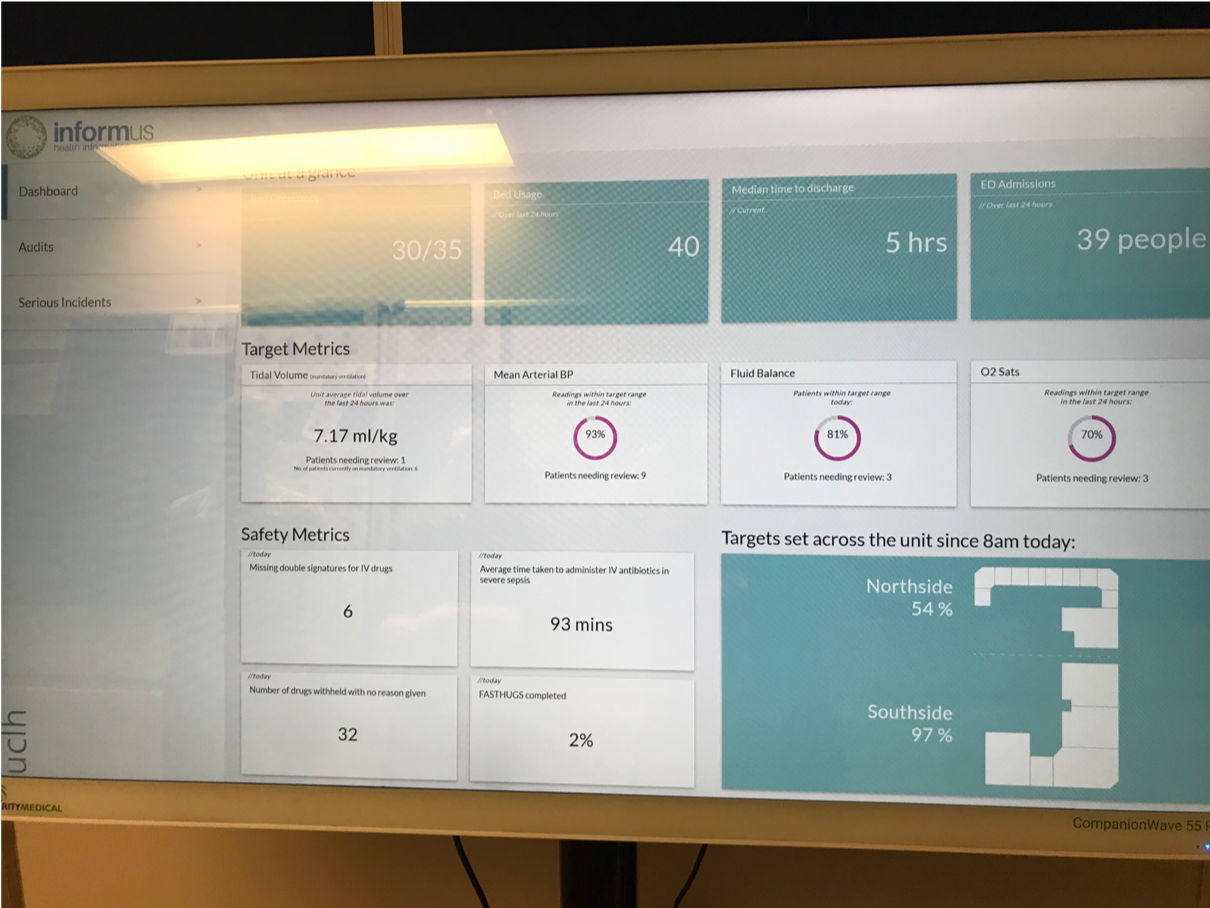 informus
health
Dashboard >
Audits >
Serious Incidents >
Unit at a glance
30/35
Bed Usage
// Over last 24 hours
40
Median time to discharge
// Current
5 hrs
ED Admissions
// Over last 24 hours
39 people
Target Metrics
Tidal Volume (mandatory ventilation)
Unit average tidal volume over
the last 24 hours was:
7.17 ml/kg
Patients needing review: 1
No. of patients currently on mandatory ventilation: 6
Mean Arterial BP
Readings within target range
in the last 24 hours:
93%
Patients needing review: 9
Fluid Balance
Patients within target range
today:
81%
Patients needing review: 3
O2 Sats
Readings within target range
in the last 24 hours:
70%
Patients needing review: 3
Safety Metrics
//today
Missing double signatures for IV drugs
6
//today
Average time taken to administer IV antibiotics in
severe sepsis
93 mins
//today
Number of drugs withheld with no reason given
32
//today
FASTHUGS completed
2%
Targets set across the unit since 8am today:
Northside
54 %
Southside
97 %
uclh
RITYMEDICAL
CompanionWave 55